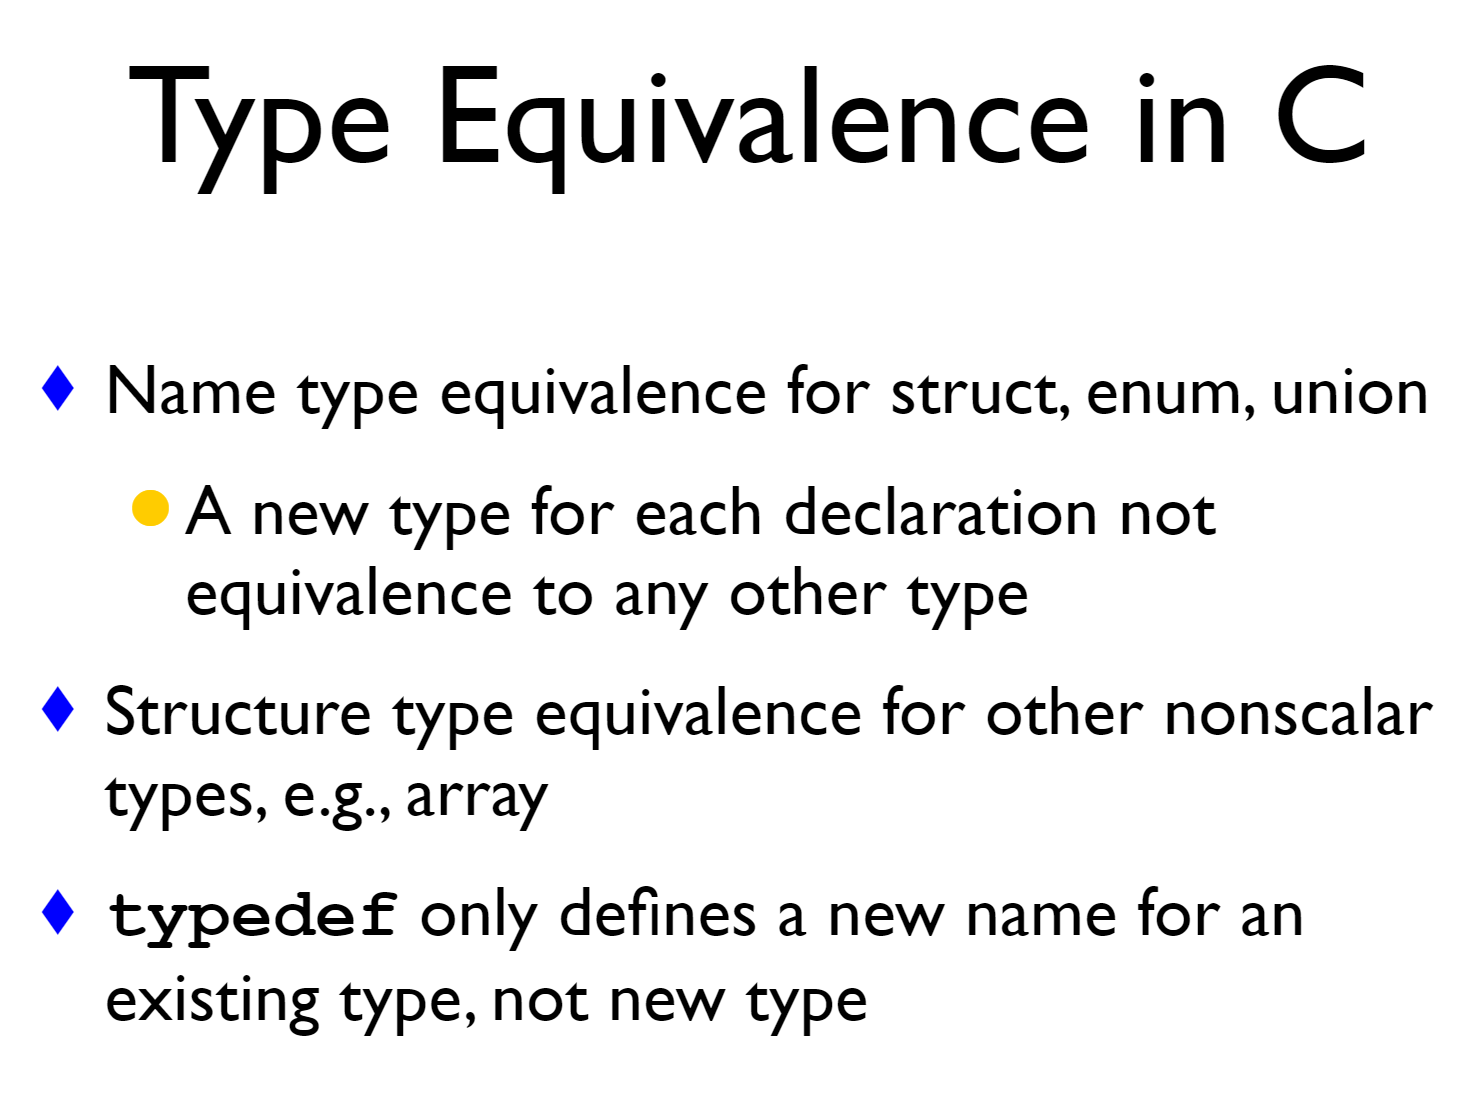 Type Equivalence in C
Name type equivalence for struct, enum, union
A new type for each declaration not
equivalence to any other type
Structure type equivalence for other nonscalar
types, e.g., array
typedef only defines a new name for an
existing type, not new type